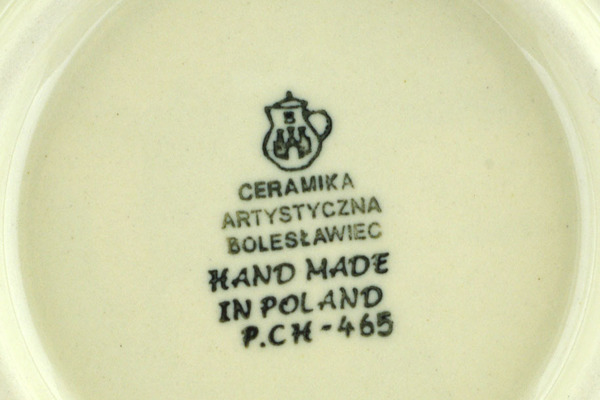 CERAMIKA
ARTYSTYCZNA
BOLESŁAWIEC
HAND MADE
IN POLAND
P.CH-465